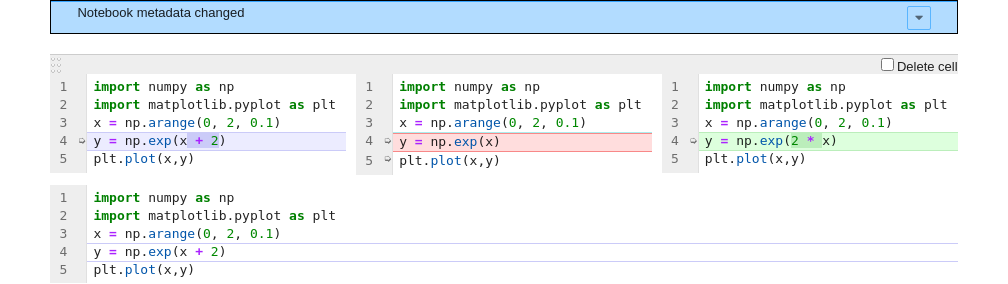 Notebook metadata changed
Delete cell
1 import numpy as np
2 import matplotlib.pyplot as plt
3 x = np.arange(0, 2, 0.1)
4 y = np.exp(x + 2)
5 plt.plot(x,y)
1 import numpy as np
2 import matplotlib.pyplot as plt
3 x = np.arange(0, 2, 0.1)
4 y = np.exp(x)
5 plt.plot(x,y)
1 import numpy as np
2 import matplotlib.pyplot as plt
3 x = np.arange(0, 2, 0.1)
4 y = np.exp(2 * x)
5 plt.plot(x,y)
1 import numpy as np
2 import matplotlib.pyplot as plt
3 x = np.arange(0, 2, 0.1)
4 y = np.exp(x + 2)
5 plt.plot(x,y)